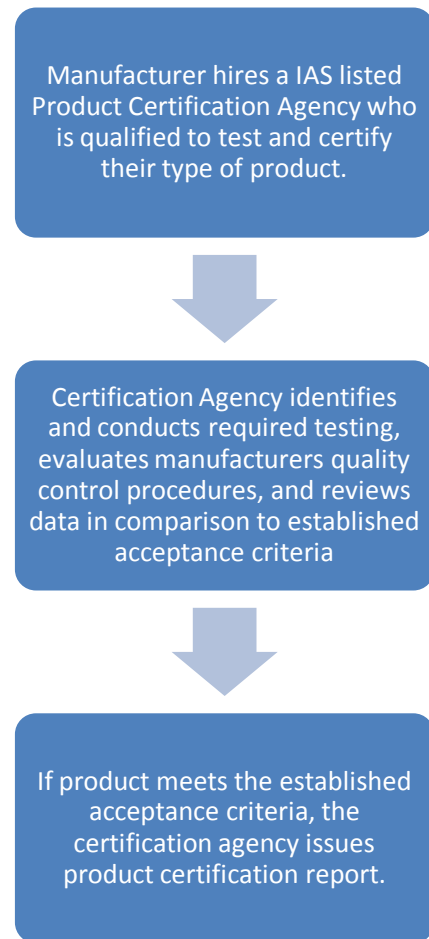 Manufacturer hires a IAS listed
Product Certification Agency who
is qualified to test and certify
their type of product.
Certification Agency identifies
and conducts required testing,
evaluates manufacturers quality
control procedures, and reviews
data in comparison to established
acceptance criteria
If product meets the established
acceptance criteria, the
certification agency issues
product certification report.